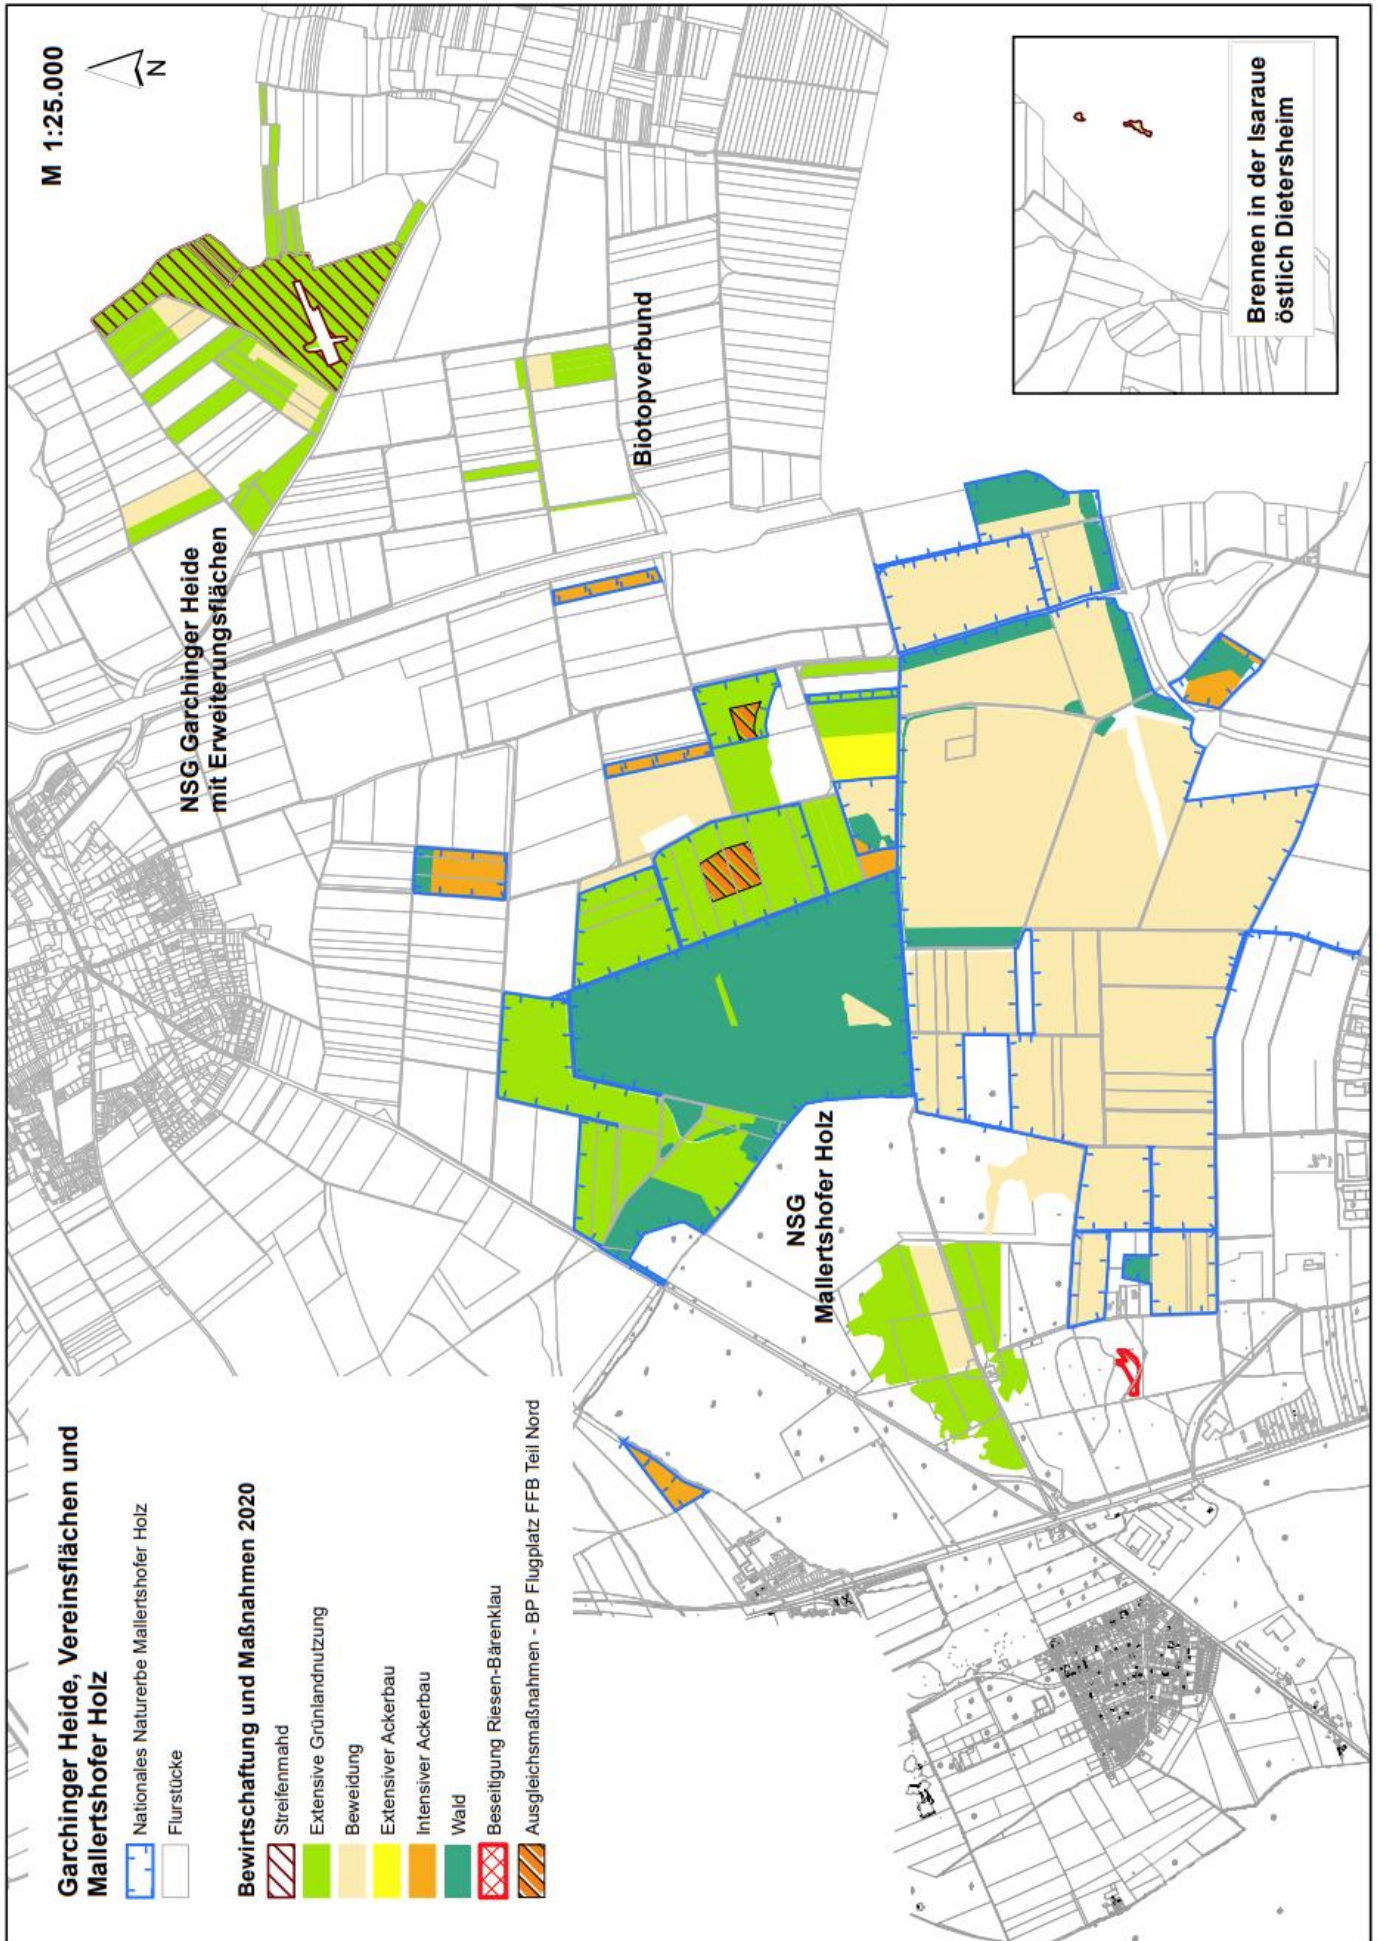 Garchinger Heide, Vereinsflächen und
Mallertshofer Holz
Nationales Naturerbe Mallertshofer Holz
Flurstücke
Bewirtschaftung und Maßnahmen 2020
Streifenmahd
Extensive Grünlandnutzung
Beweidung
Extensiver Ackerbau
Intensiver Ackerbau
Wald
Beseitigung Riesen-Bärenklau
Ausgleichsmaßnahmen - BP Flugplatz FFB Teil Nord
NSG
Mallertshofer Holz
NSG Garchinger Heide
mit Erweiterungsflächen
Biotopverbund
M 1:25.000
N
Brennen in der Isaraue
östlich Dietersheim